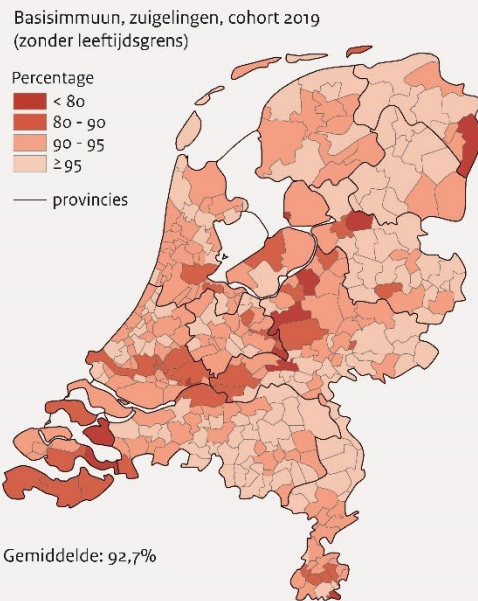 Basisimmuun, zuigelingen, cohort 2019
(zonder leeftijdsgrens)
Percentage
< 80
80 - 90
90 - 95
≥ 95
provincies
Gemiddelde: 92,7%